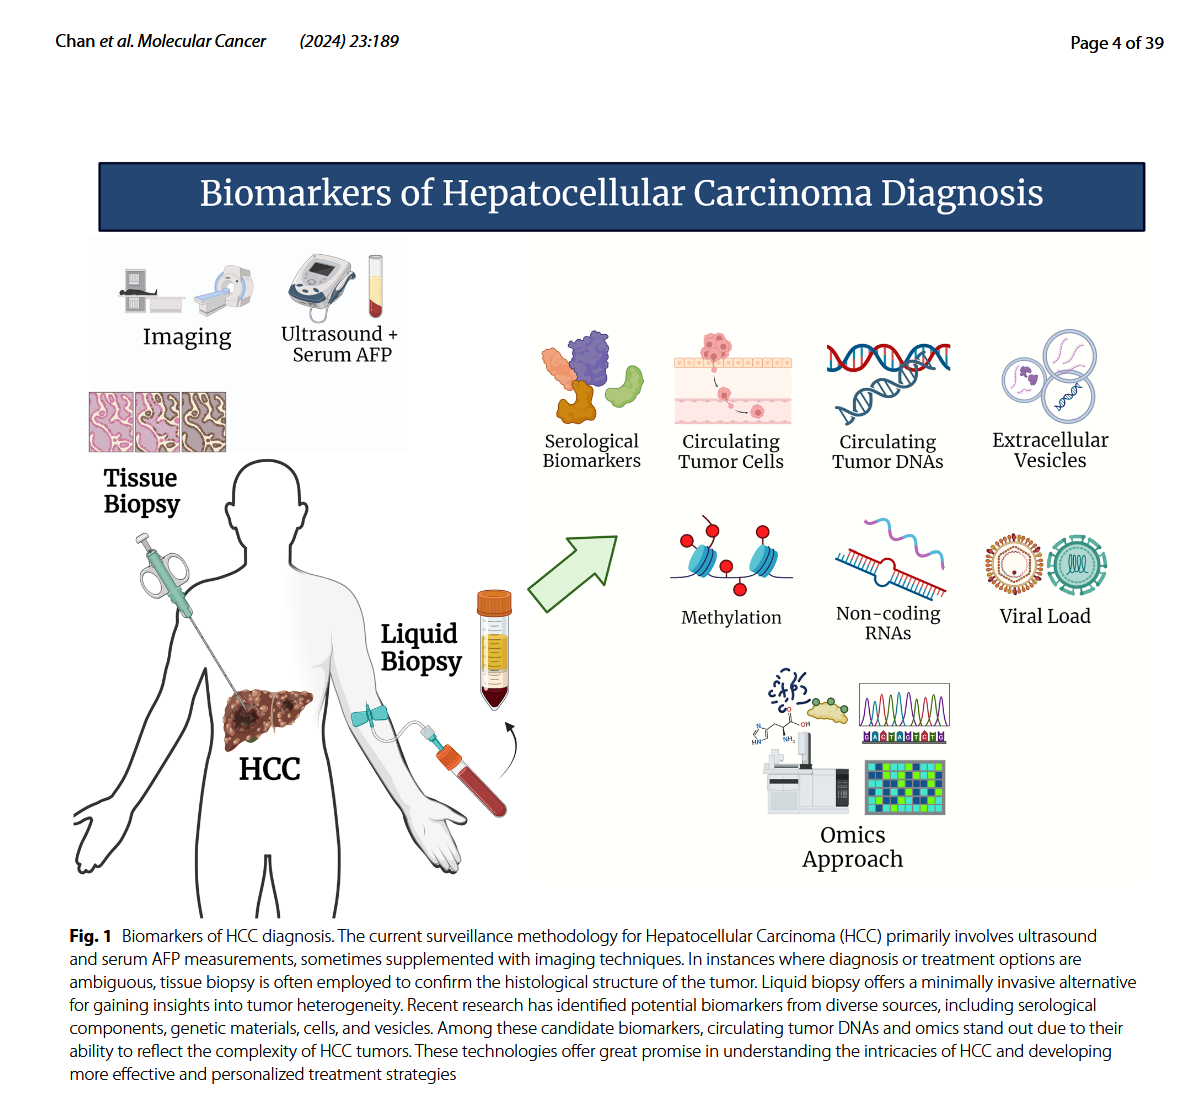 Chan et al. Molecular Cancer (2024) 23:189
Page 4 of 39
Biomarkers of Hepatocellular Carcinoma Diagnosis
Imaging
Ultrasound +
Serum AFP
Tissue
Biopsy
HCC
Liquid
Biopsy
Serological
Biomarkers
Circulating
Tumor Cells
Circulating
Tumor DNAs
Extracellular
Vesicles
Methylation
Non-coding
RNAs
Viral Load
N
HN
O
OH
NH2
GACTAGTCTG
Omics
Approach
Fig. 1 Biomarkers of HCC diagnosis. The current surveillance methodology for Hepatocellular Carcinoma (HCC) primarily involves ultrasound
and serum AFP measurements, sometimes supplemented with imaging techniques. In instances where diagnosis or treatment options are
ambiguous, tissue biopsy is often employed to confirm the histological structure of the tumor. Liquid biopsy offers a minimally invasive alternative
for gaining insights into tumor heterogeneity. Recent research has identified potential biomarkers from diverse sources, including serological
components, genetic materials, cells, and vesicles. Among these candidate biomarkers, circulating tumor DNAs and omics stand out due to their
ability to reflect the complexity of HCC tumors. These technologies offer great promise in understanding the intricacies of HCC and developing
more effective and personalized treatment strategies